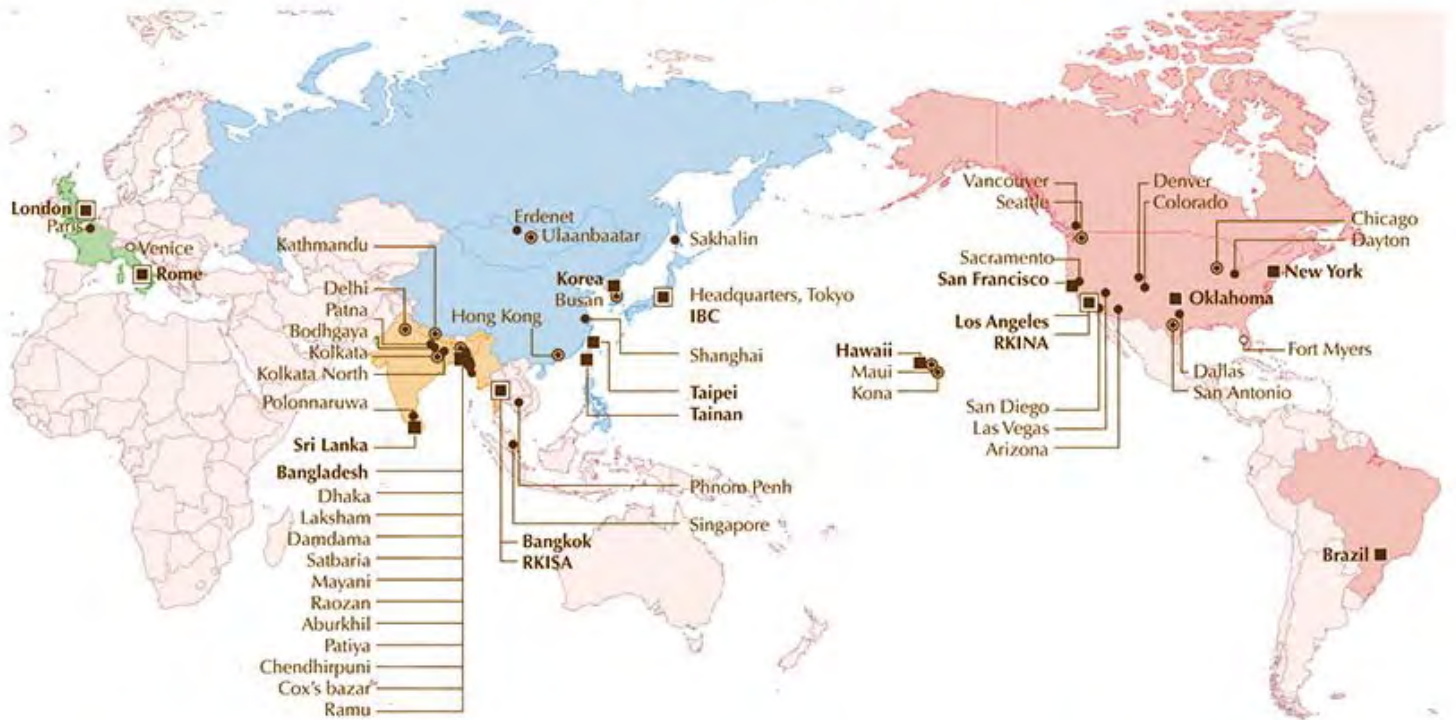 London
Paris
Venice
Rome
Kathmandu
Delhi
Patna
Bodhgaya
Kolkata
Kolkata North
Polonnaruwa
Sri Lanka
Bangladesh
Dhaka
Laksham
Damdama
Satbaria
Mayani
Raozan
Aburkhil
Patiya
Chendhirpuni
Cox's bazar
Ramu
Erdenet
Ulaanbaatar
Sakhalin
Korea
Busan
Headquarters, Tokyo
IBC
Hong Kong
Shanghai
Taipei
Tainan
Phnom Penh
Singapore
Bangkok
RKISA
Hawaii
Maui
Kona
Vancouver
Seattle
Sacramento
San Francisco
Los Angeles
RKINA
San Diego
Las Vegas
Arizona
Denver
Colorado
Chicago
Dayton
New York
Oklahoma
Fort Myers
Dallas
San Antonio
Brazil